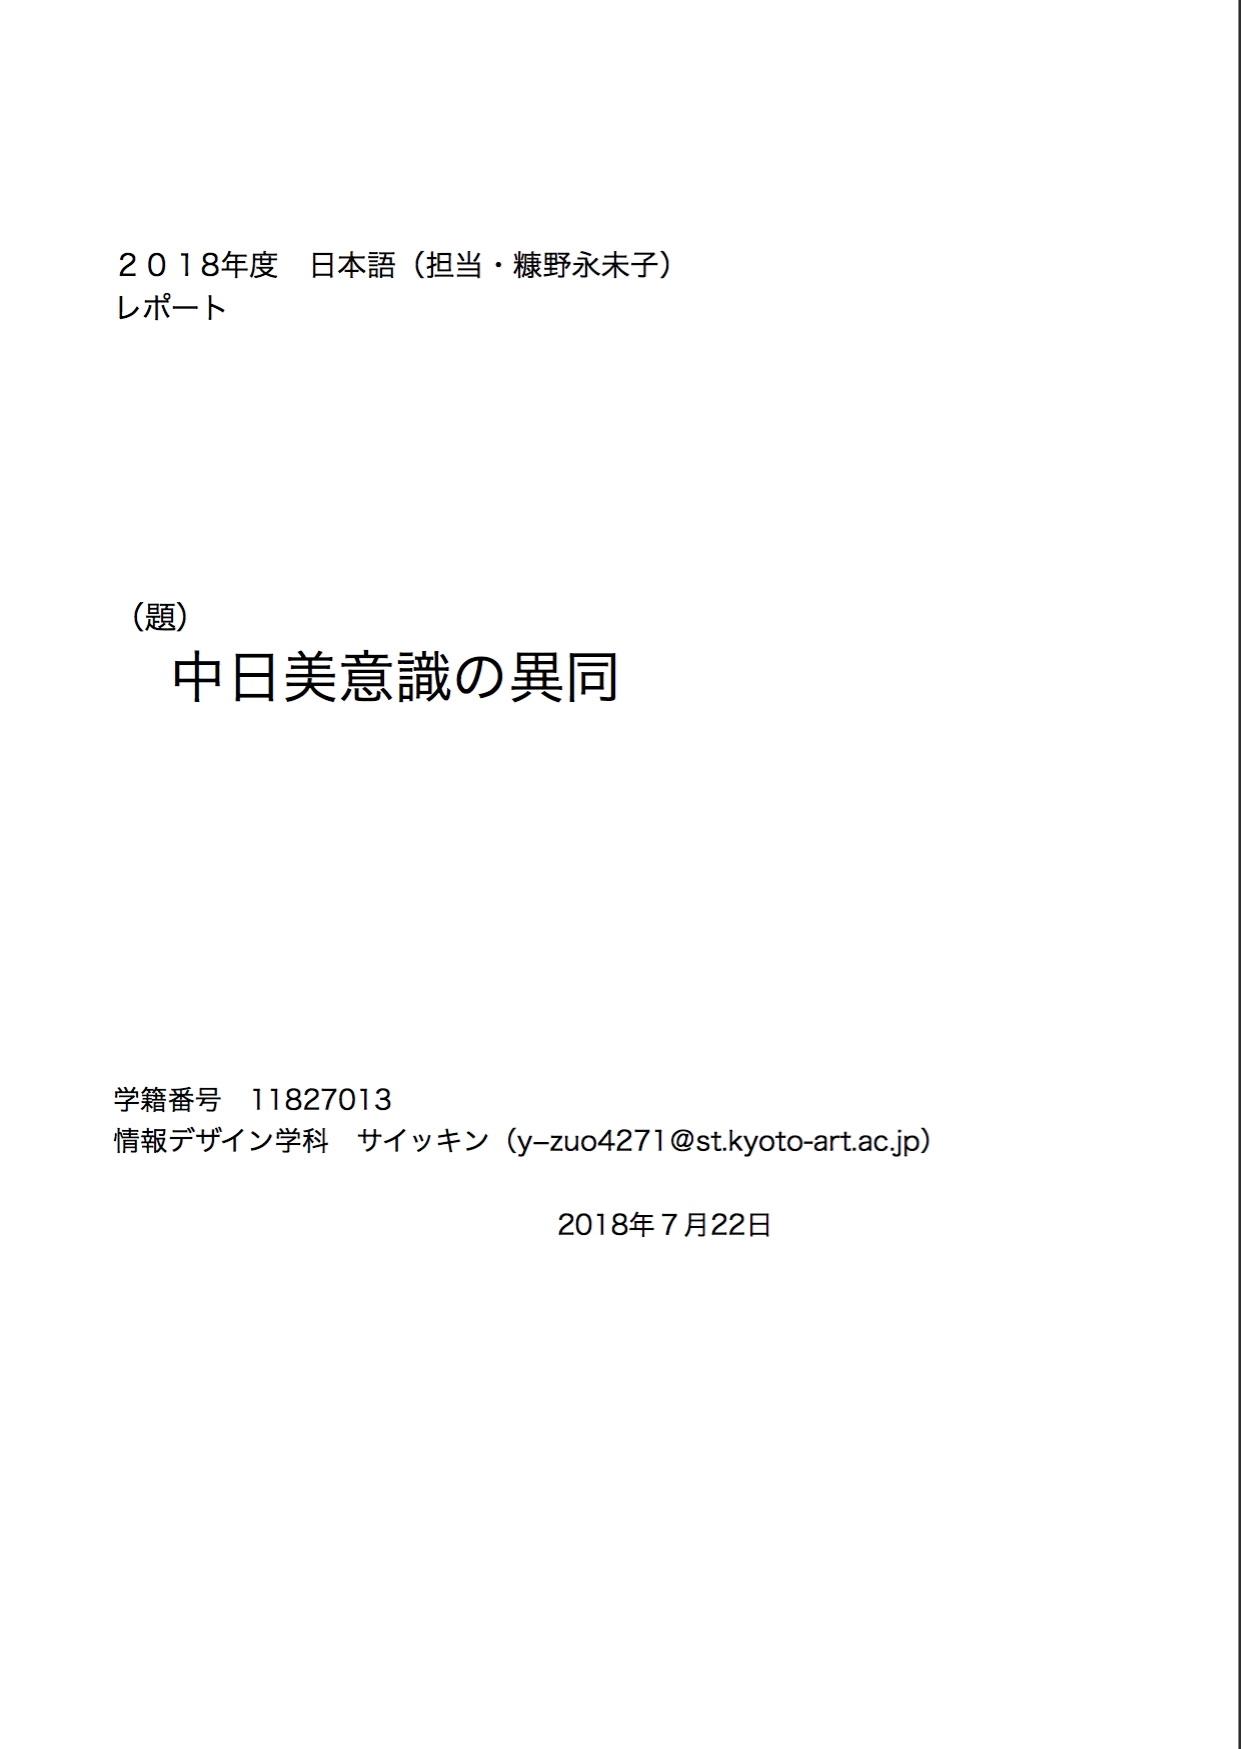 ２０１8年度　日本語（担当・糠野永未子）
レポート
（題）
中日美意識の異同
学籍番号　11827013
情報デザイン学科　サイッキン（y–zuo4271@st.kyoto-art.ac.jp）
2018年７月22日